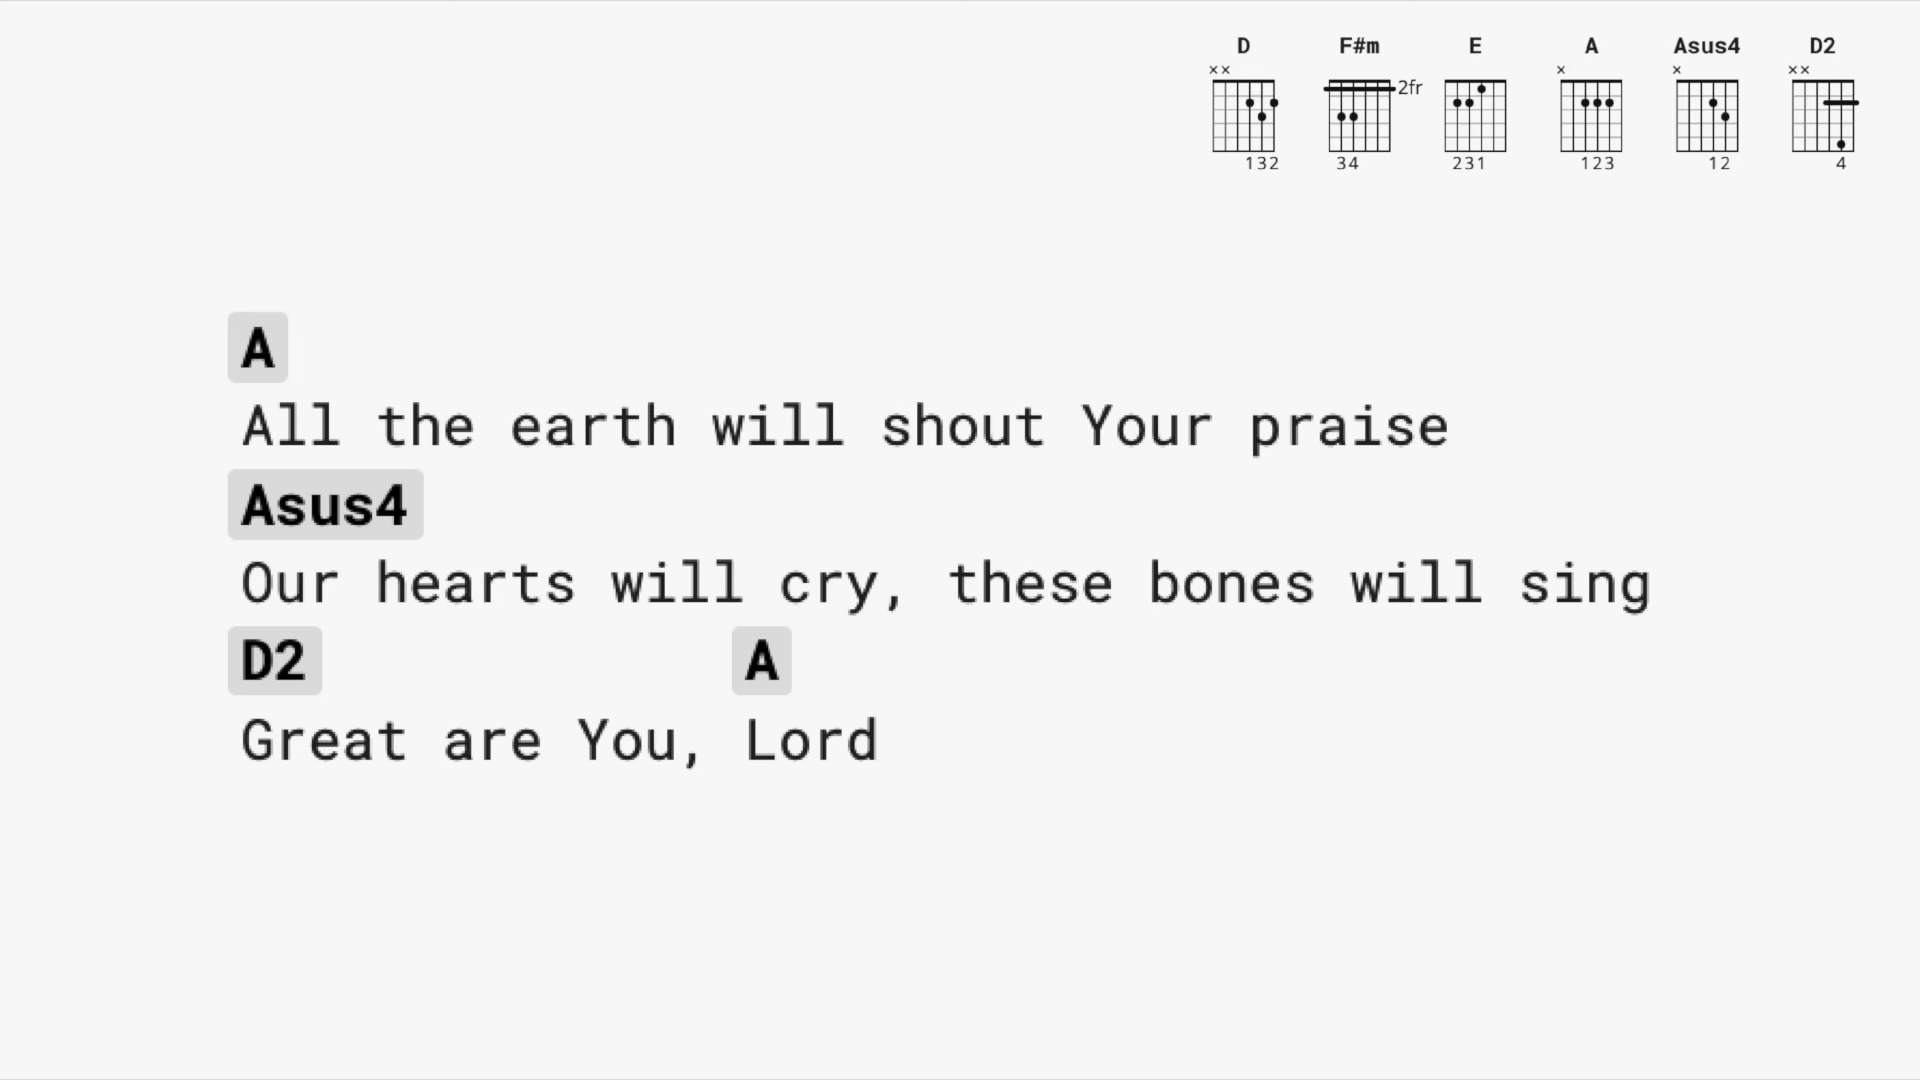 D F#m E A Asus4 D2
×× × × ××
2fr
132 34 231 123 12 4
A
All the earth will shout Your praise
Asus4
Our hearts will cry, these bones will sing
D2 A
Great are You, Lord